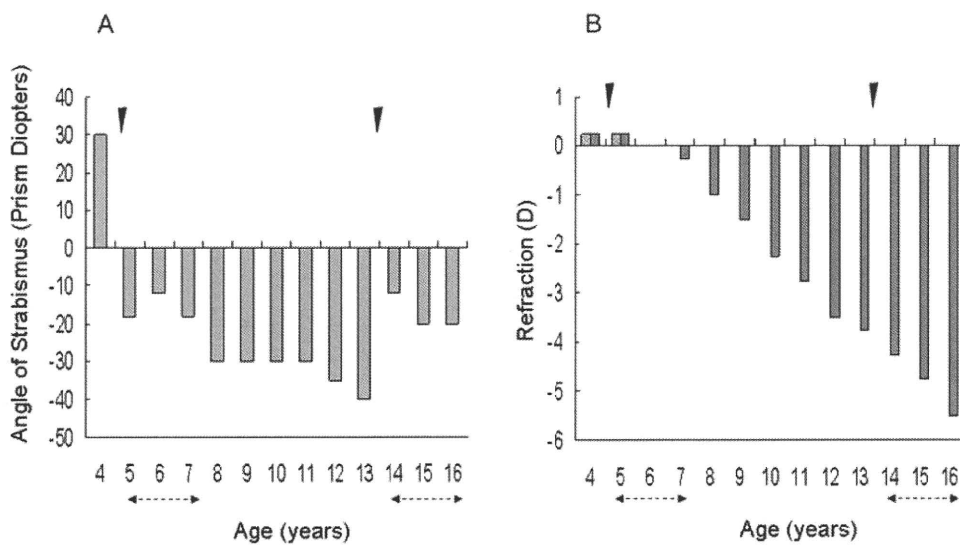 A
Angle of Strabismus (Prism Diopters)
40
30
20
10
0
-10
-20
-30
-40
-50
4 5 6 7 8 9 10 11 12 13 14 15 16
Age (years)
B
Refraction (D)
1
0
-1
-2
-3
-4
-5
-6
4 5 6 7 8 9 10 11 12 13 14 15 16
Age (years)